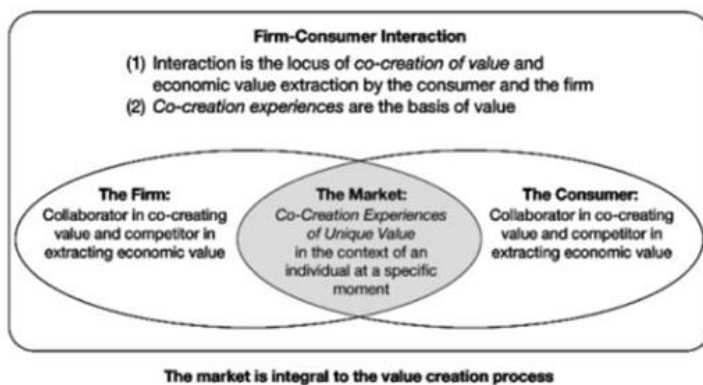 Firm-Consumer Interaction
(1) Interaction is the locus of co-creation of value and
economic value extraction by the consumer and the firm
(2) Co-creation experiences are the basis of value
The Firm:
Collaborator in co-creating
value and competitor in
extracting economic value
The Market:
Co-Creation Experiences
of Unique Value
in the context of an
individual at a specific
moment
The Consumer:
Collaborator in co-creating
value and competitor in
extracting economic value
The market is integral to the value creation process